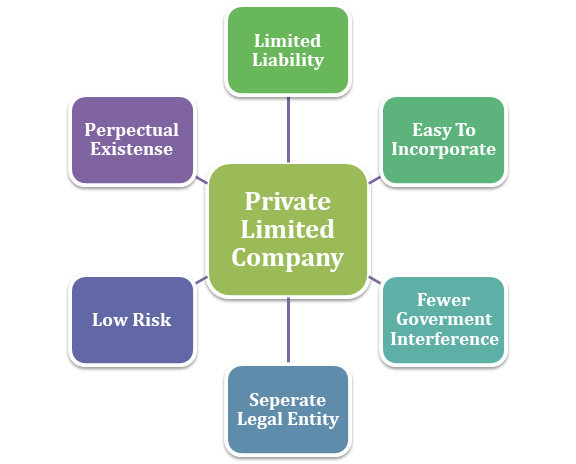 Limited
Liability
Perpectual
Existense
Easy To
Incorporate
Private
Limited
Company
Low Risk
Fewer
Goverment
Interference
Seperate
Legal Entity